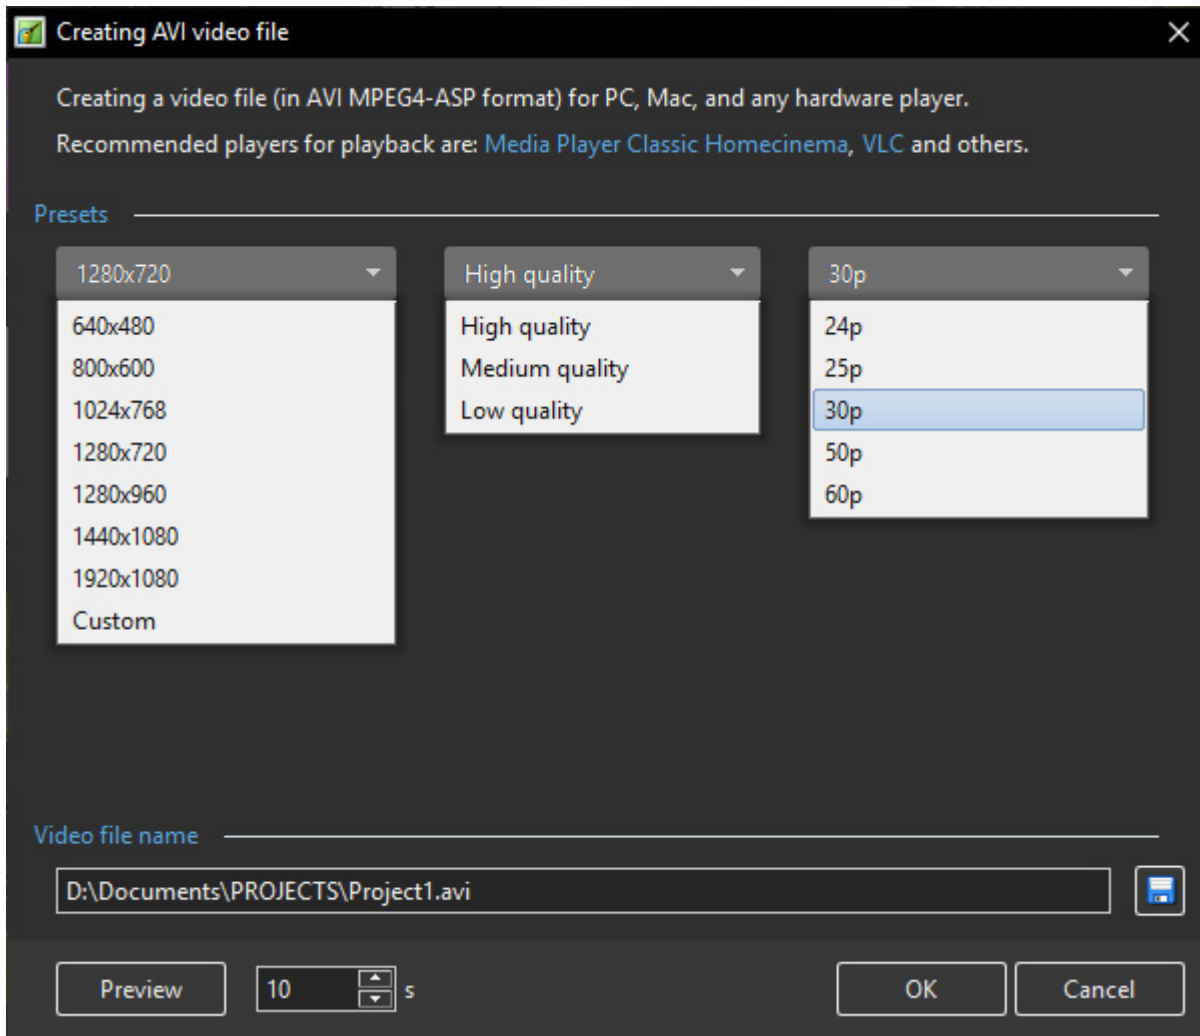 Creating AVI video file
Creating a video file (in AVI MPEG4-ASP format) for PC, Mac, and any hardware player.
Recommended players for playback are: Media Player Classic Homecinema, VLC and others.
Presets
1280x720
640x480
800x600
1024x768
1280x720
1280x960
1440x1080
1920x1080
Custom
High quality
High quality
Medium quality
Low quality
30p
24p
25p
30p
50p
60p
Video file name
D:\Documents\PROJECTS\Project1.avi
Preview 10 s OK Cancel